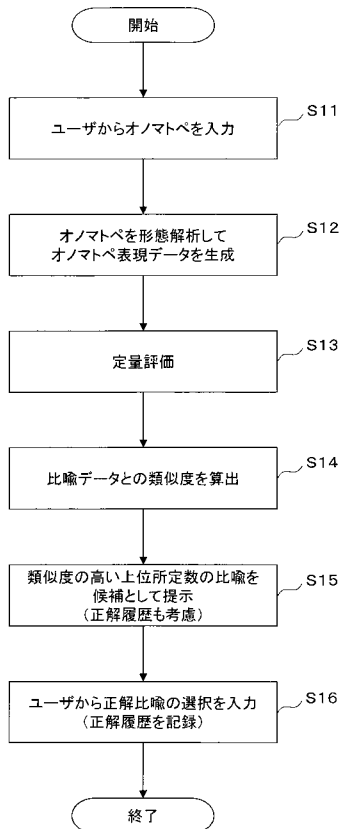 開始
ユーザからオノマトペを入力
S11
オノマトペを形態解析して
オノマトペ表現データを生成
S12
定量評価
S13
比喩データとの類似度を算出
S14
類似度の高い上位所定数の比喩を
候補として提示
(正解履歴も考慮)
S15
ユーザから正解比喩の選択を入力
(正解履歴を記録)
S16
終了